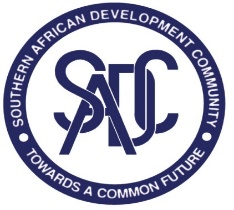 SOUTHERN AFRICAN DEVELOPMENT COMMUNITY
SADC
TOWARDS A COMMON FUTURE